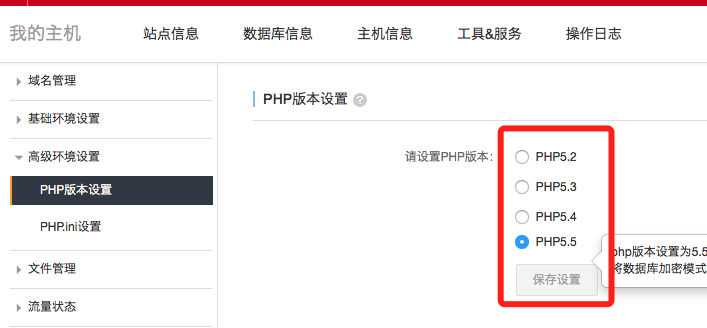 我的主机 站点信息 数据库信息 主机信息 工具&服务 操作日志
域名管理
基础环境设置
高级环境设置
PHP版本设置
PHP.ini设置
文件管理
流量状态
PHP版本设置 ?
请设置PHP版本:
PHP5.2
PHP5.3
PHP5.4
PHP5.5
保存设置
php版本设置为5.5
将数据库加密模式